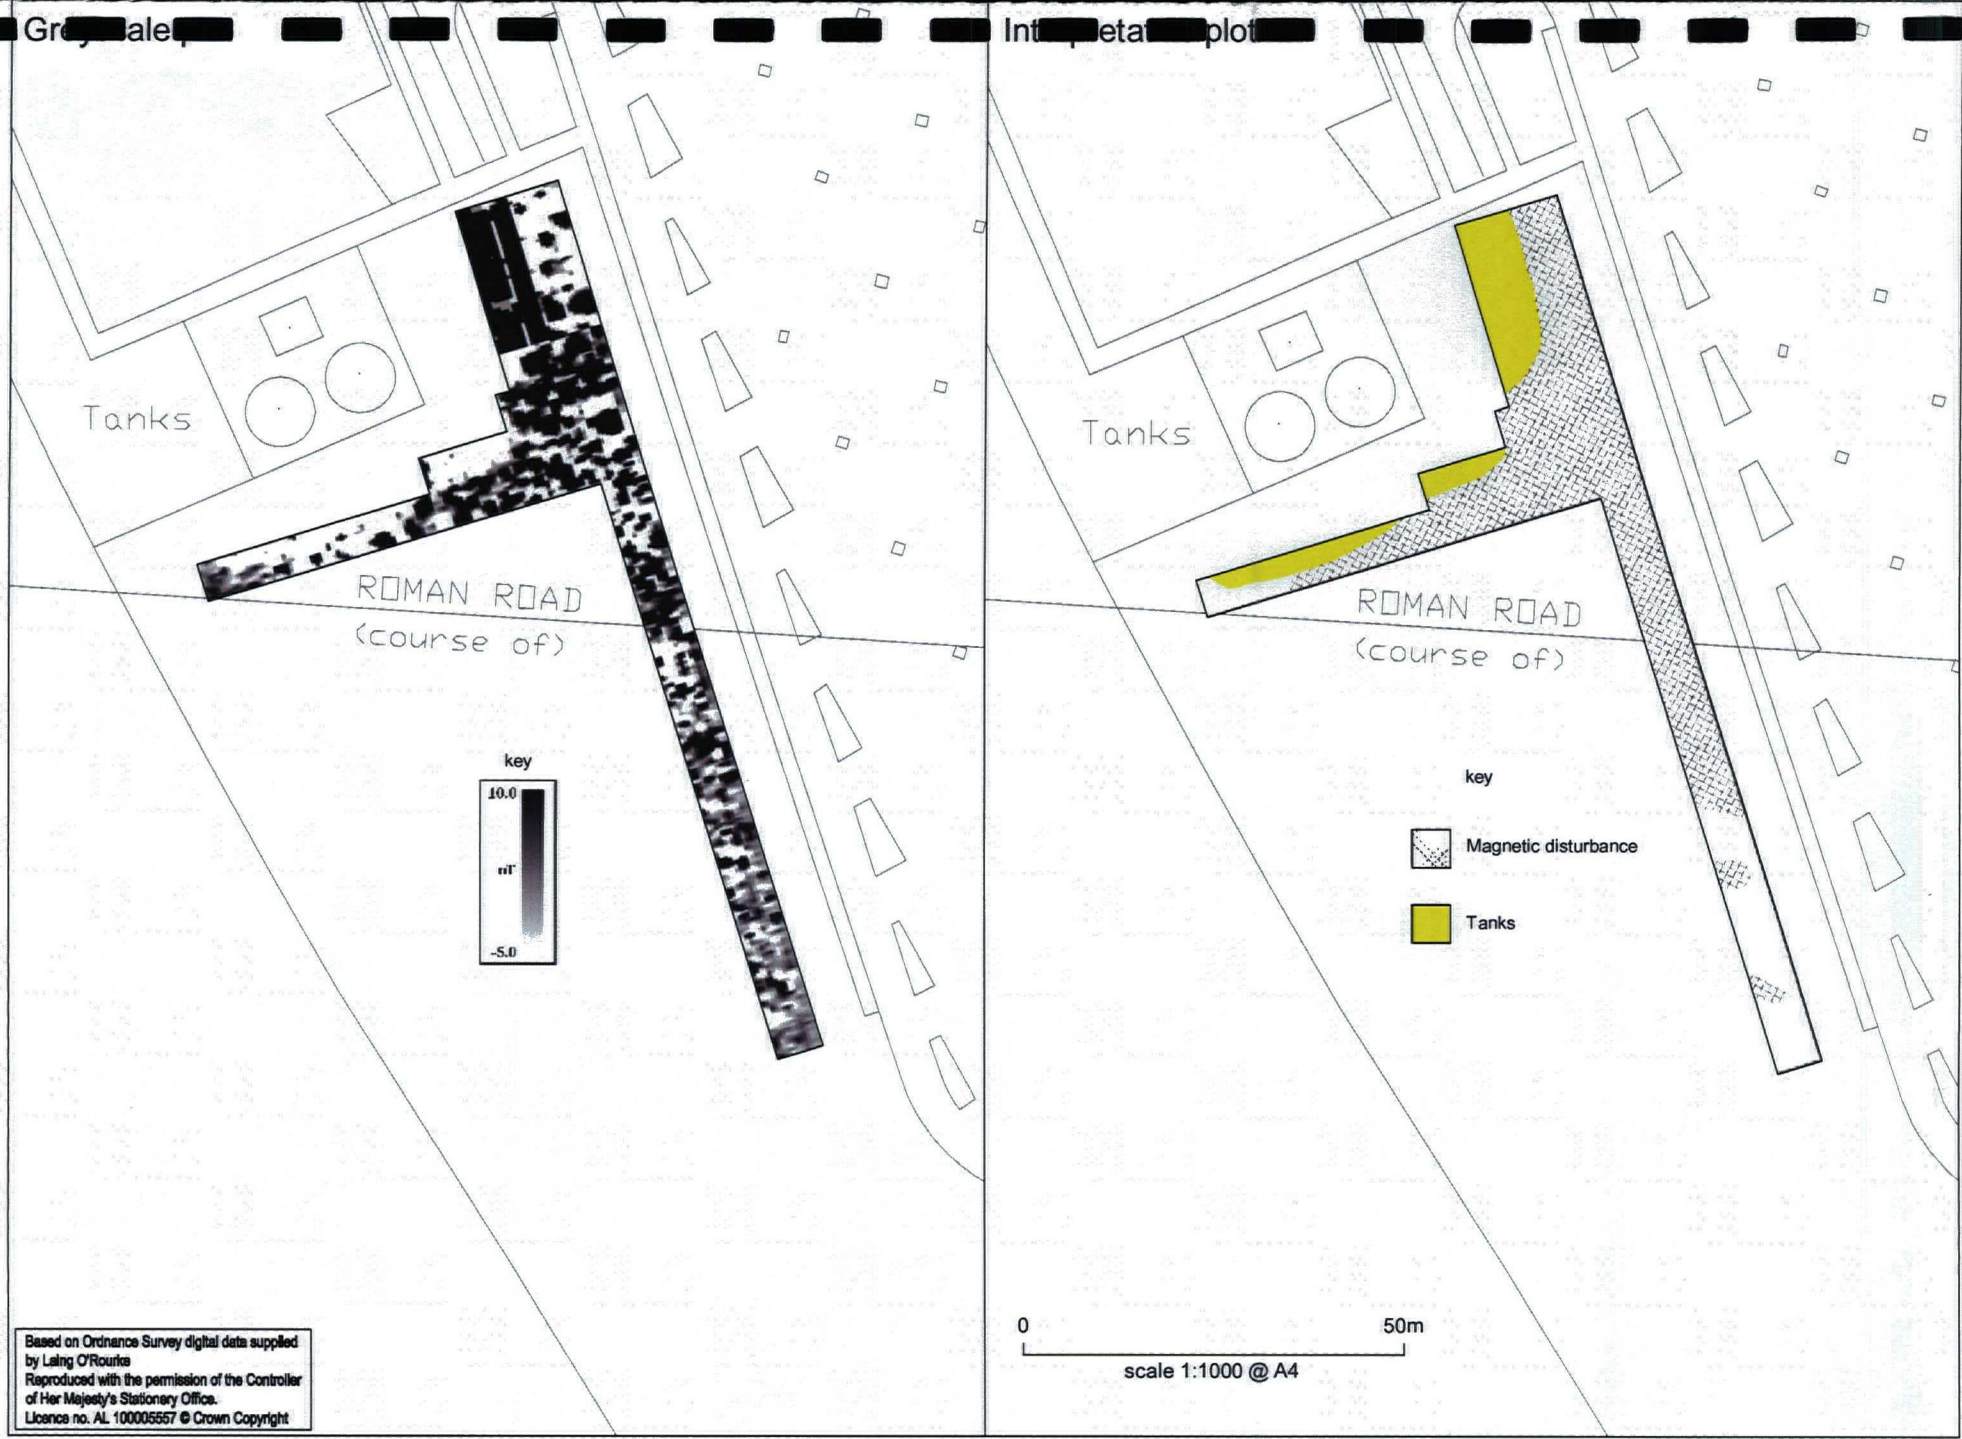 plot
Tanks
ROMAN ROAD
(course of)
key
10.0
nT
-5.0
Based on Ordnance Survey digital data supplied
by Laing O'Rourke
Reproduced with the permission of the Controller
of Her Majesty's Stationery Office.
Licence no. AL 100005557 © Crown Copyright
Tanks
ROMAN ROAD
(course of)
key
Magnetic disturbance
Tanks
0 50m
scale 1:1000 @ A4